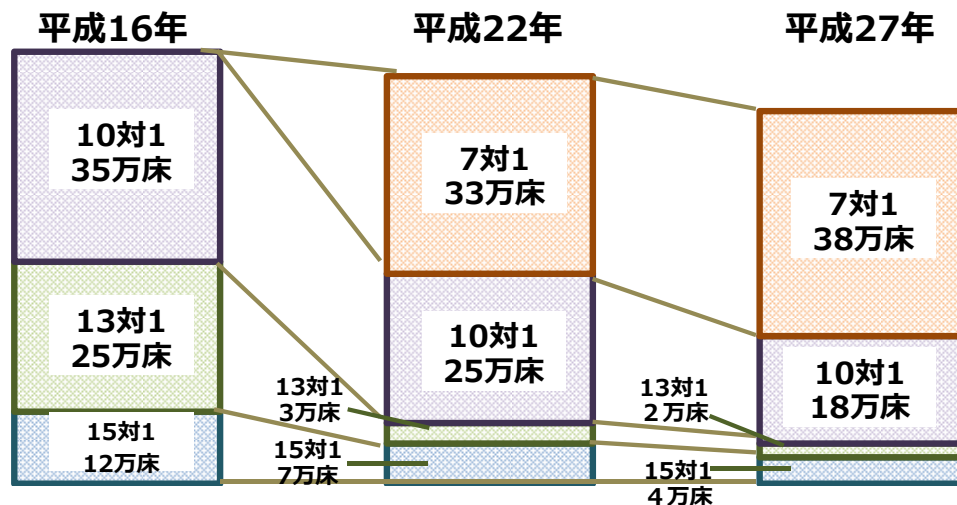 平成16年
平成22年
平成27年
10対1
35万床
13対1
25万床
15対1
12万床
7対1
33万床
10対1
25万床
13対1
3万床
15対1
7万床
7対1
38万床
10対1
18万床
13対1
２万床
15対1
４万床